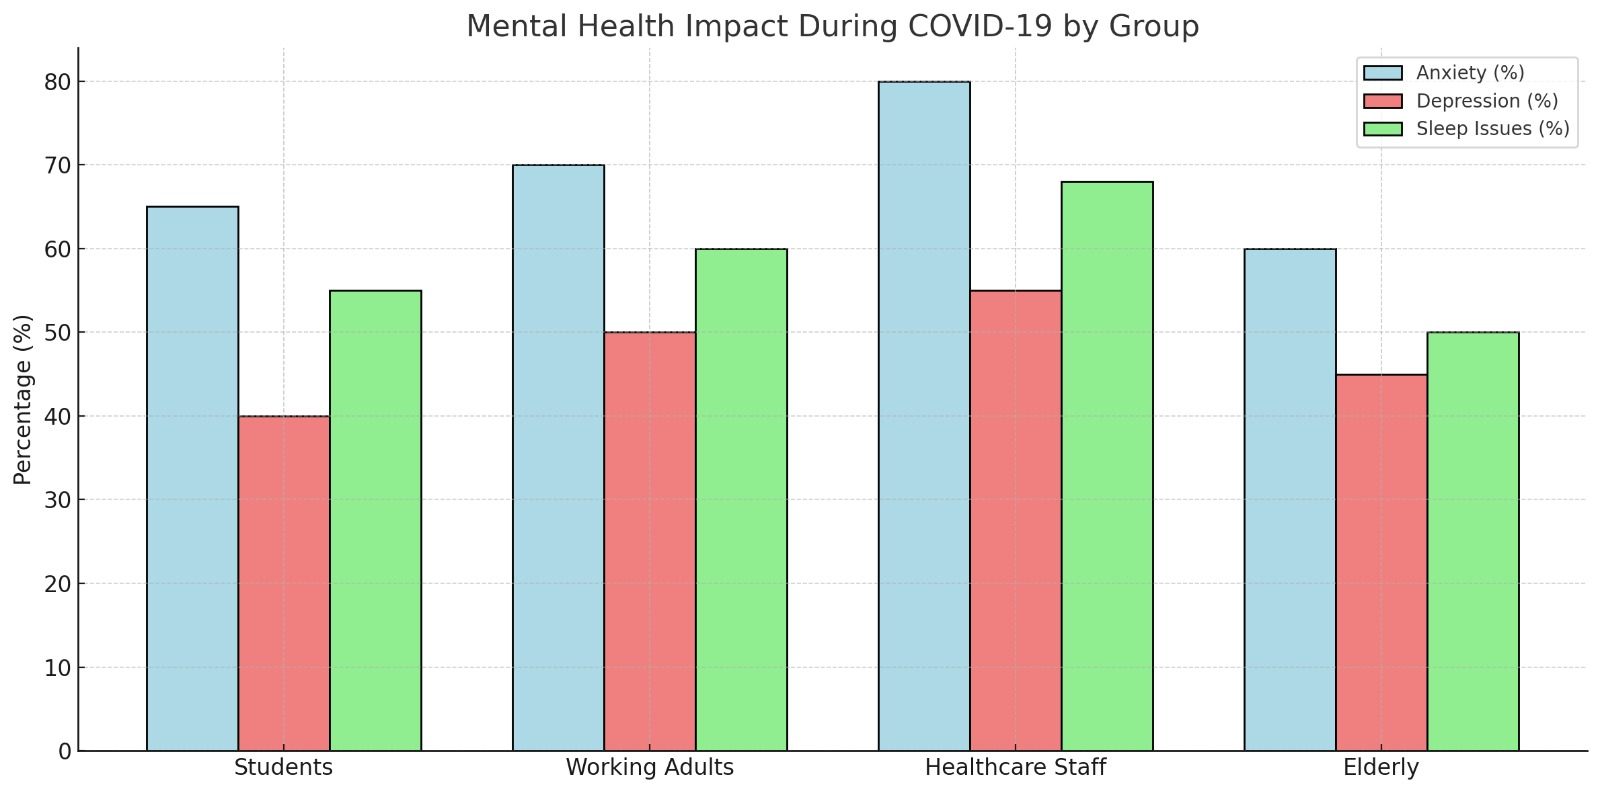 Mental Health Impact During COVID-19 by Group
Anxiety (%)
Depression (%)
Sleep Issues (%)
Percentage (%)
80
70
60
50
40
30
20
10
0
Students Working Adults Healthcare Staff Elderly